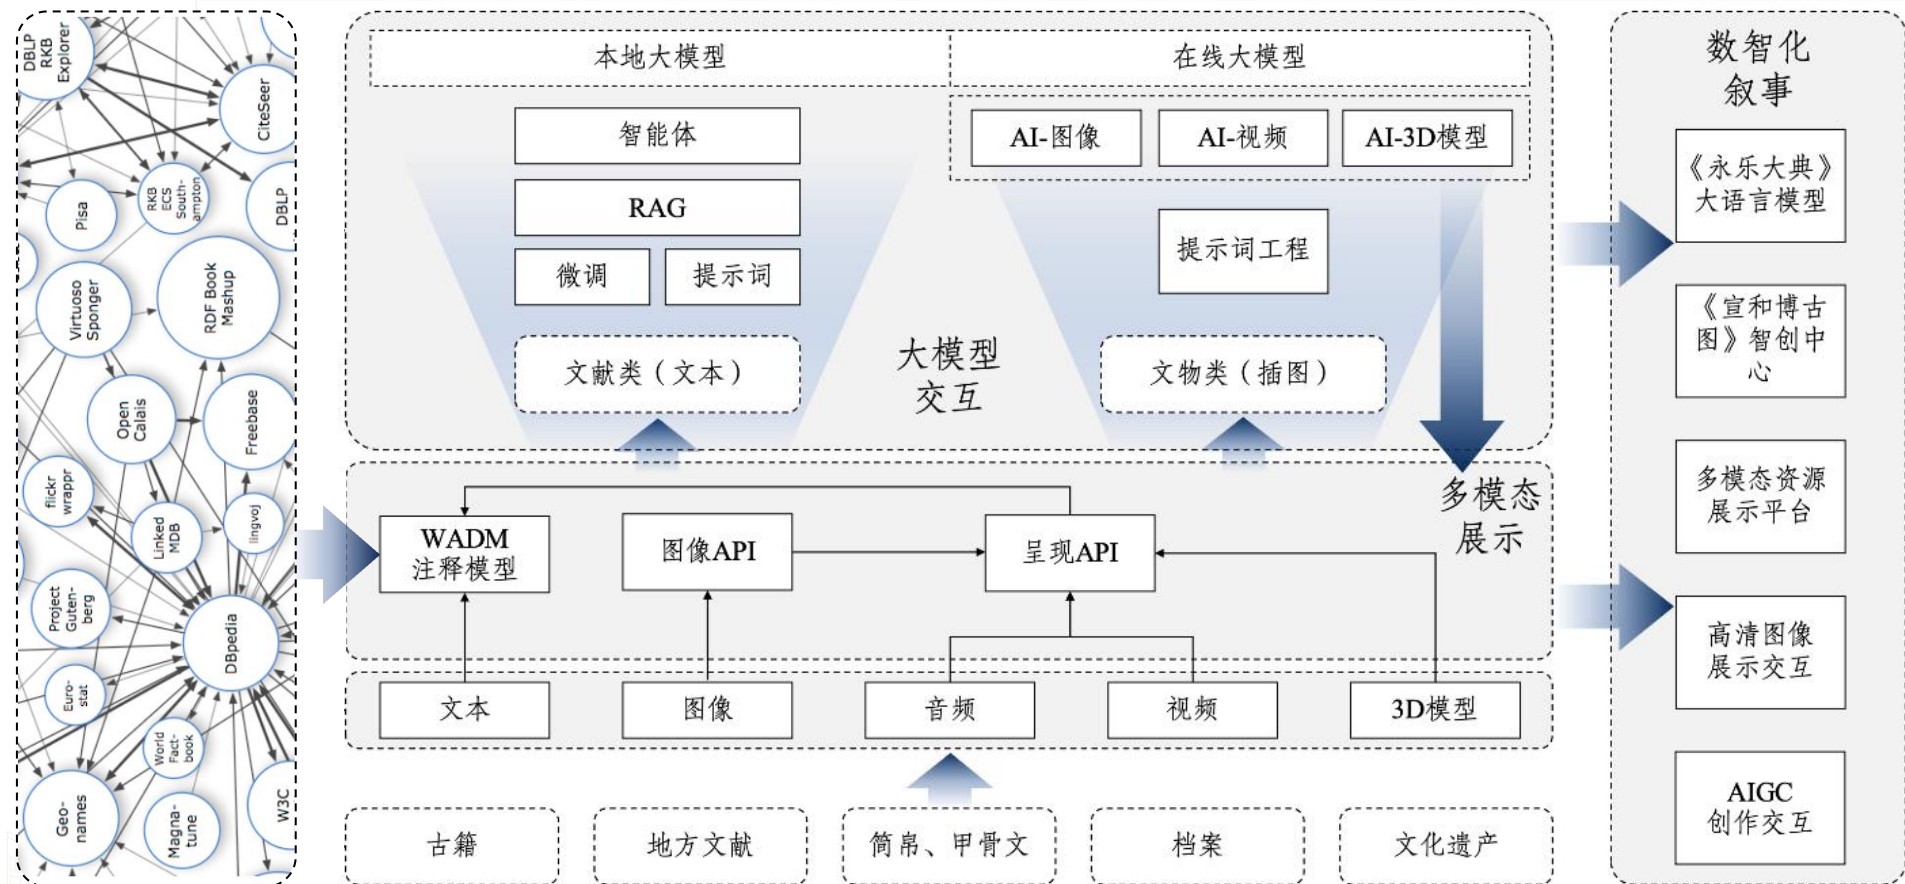 DBLP
RKB
Explorer
CiteSeer
Pisa
RKB
ECS
South-
ampton
DBLP
Virtuoso
Sponger
RDF Book
Mashup
Open
Calais
Freebase
flickr
wrappr
Linked
MDB
lingvoj
Project
Guten-
berg
DBpedia
Euro-
stat
World
Fact-
book
Geo-
names
Magna-
tune
W3C
本地大模型
在线大模型
智能体
RAG
微调
提示词
文献类（文本）
AI-图像
AI-视频
AI-3D模型
提示词工程
文物类（插图）
大模型
交互
多模态
展示
WADM
注释模型
图像API
呈现API
文本
图像
音频
视频
3D模型
古籍
地方文献
简帛、甲骨文
档案
文化遗产
数智化
叙事
《永乐大典》
大语言模型
《宣和博古
图》智创中
心
多模态资源
展示平台
高清图像
展示交互
AIGC
创作交互